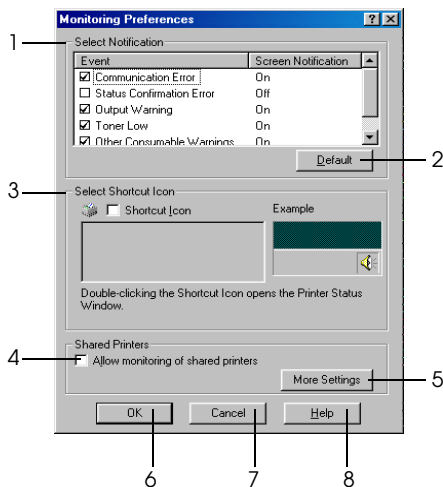 Monitoring Preferences
1
Select Notification
Event Screen Notification
Communication Error On
Status Confirmation Error Off
Output Warning On
Toner Low On
Other Consumable Warnings On
Default
2
3
Select Shortcut Icon
Shortcut Icon
Example
Double-clicking the Shortcut Icon opens the Printer Status
Window.
Shared Printers
4
Allow monitoring of shared printers
More Settings
5
OK Cancel Help
6 7 8